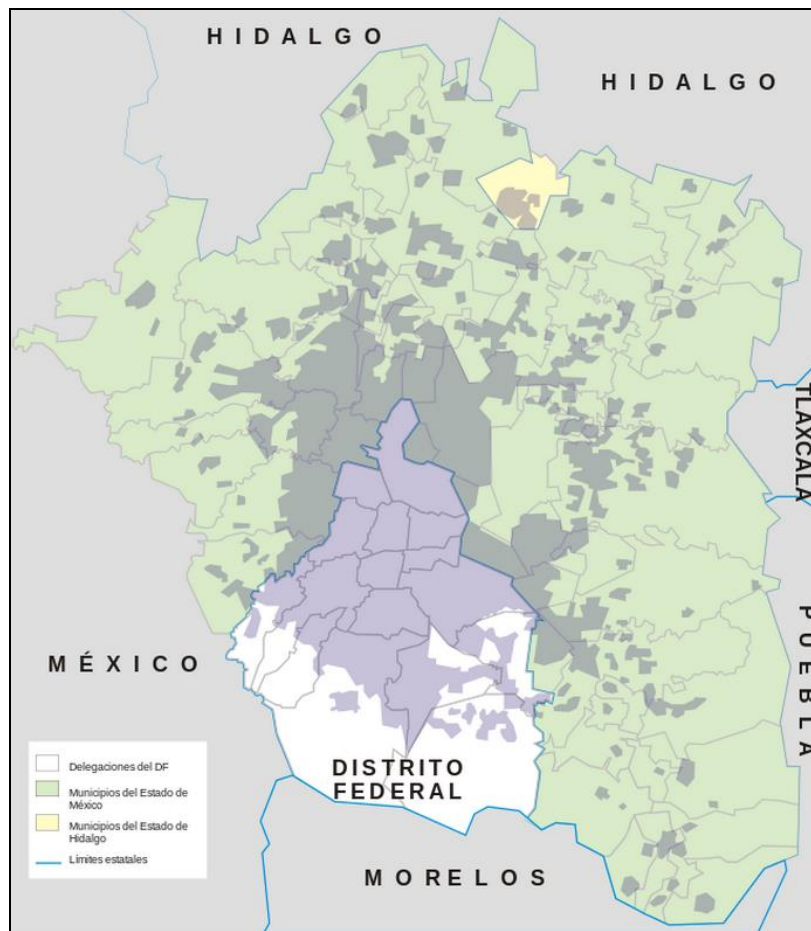 HIDALGO
HIDALGO
TLAXCALA
PUEBLA
MÉXICO
DISTRITO
FEDERAL
MORELOS
Delegaciones del DF
Municipios del Estado de
México
Municipios del Estado de
Hidalgo
Límites estatales